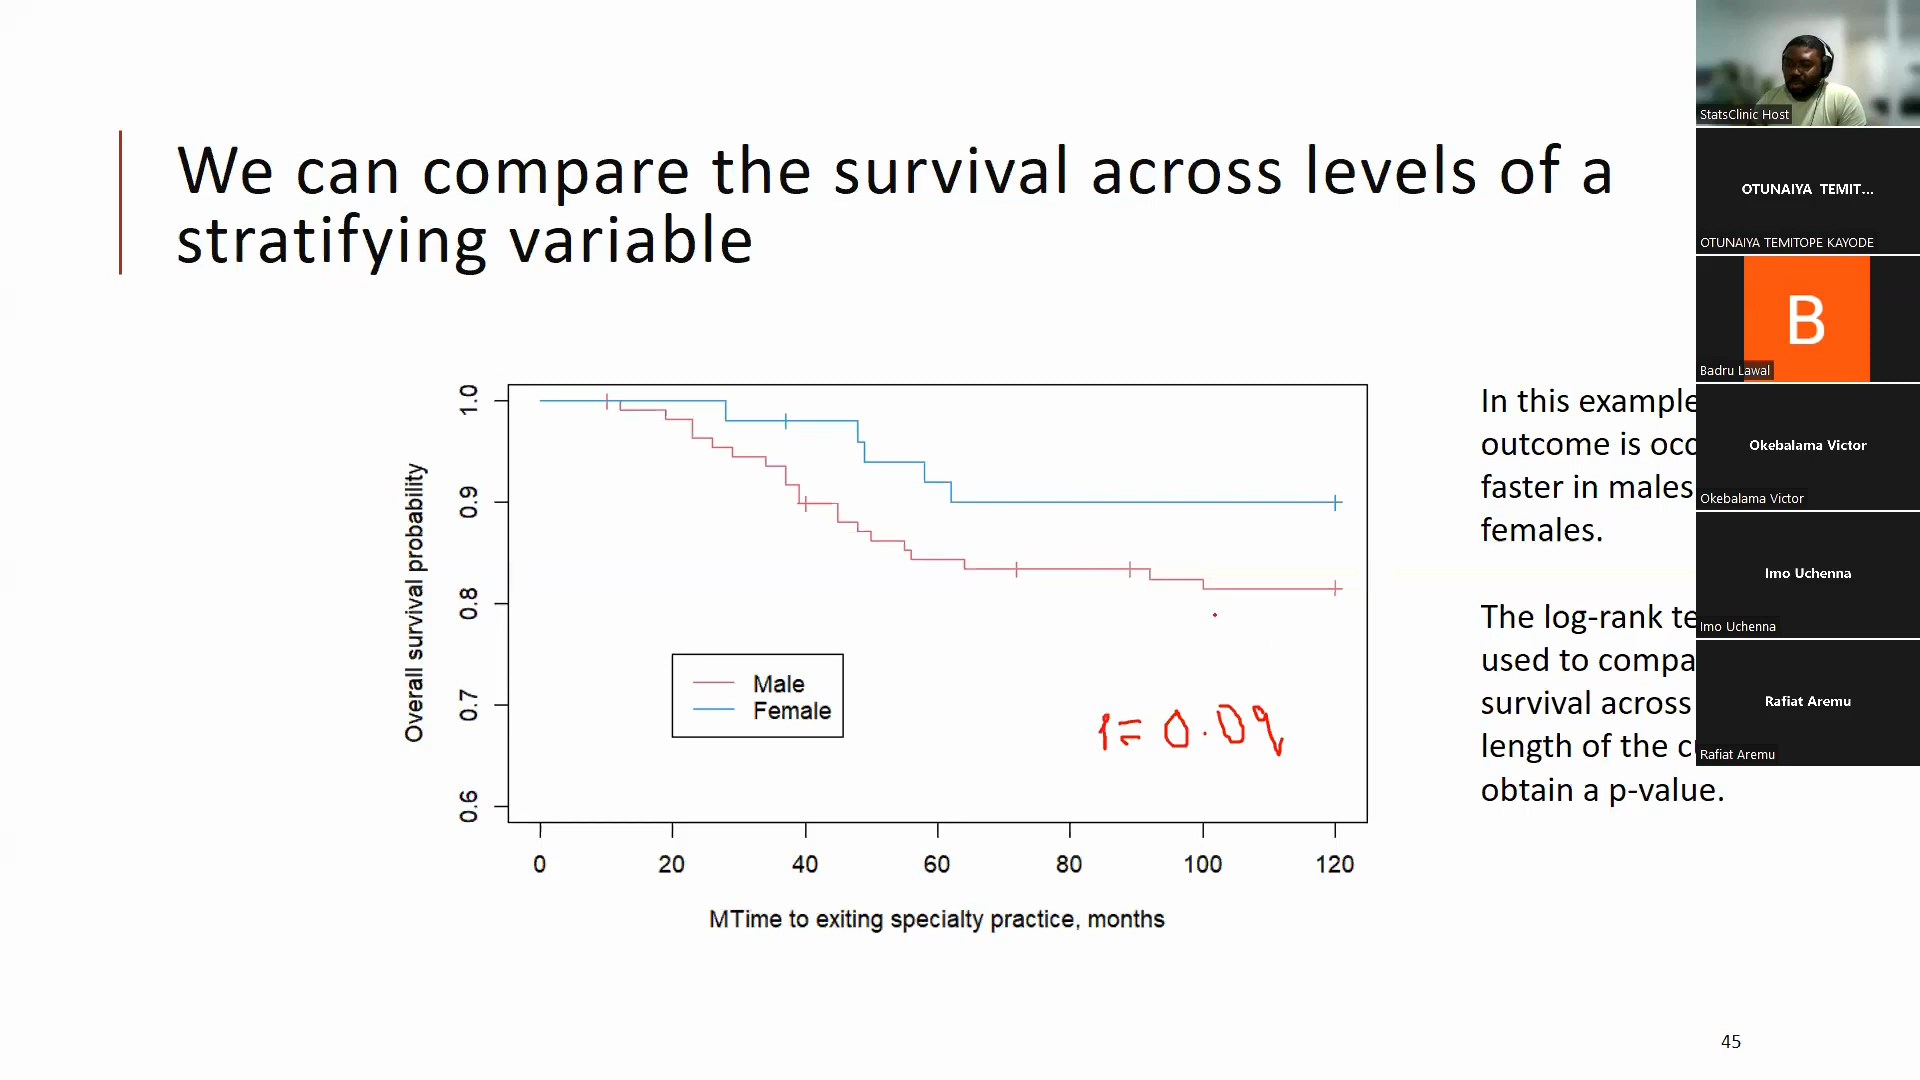 We can compare the survival across levels of a
stratifying variable
Overall survival probability
1.0
0.9
0.8
0.7
0.6
Male
Female
= 0.09
0 20 40 60 80 100 120
MTime to exiting specialty practice, months
In this example
outcome is
faster in males
females.
The log-rank
used to
survival across
length of the
obtain a p-value.
45
StatsClinic Host
OTUNAIYA TEMIT...
OTUNAIYA TEMITOPE KAYODE
B
Badru Lawal
Okebalama Victor
Okebalama Victor
Imo Uchenna
Imo Uchenna
Rafiat Aremu
Rafiat Aremu